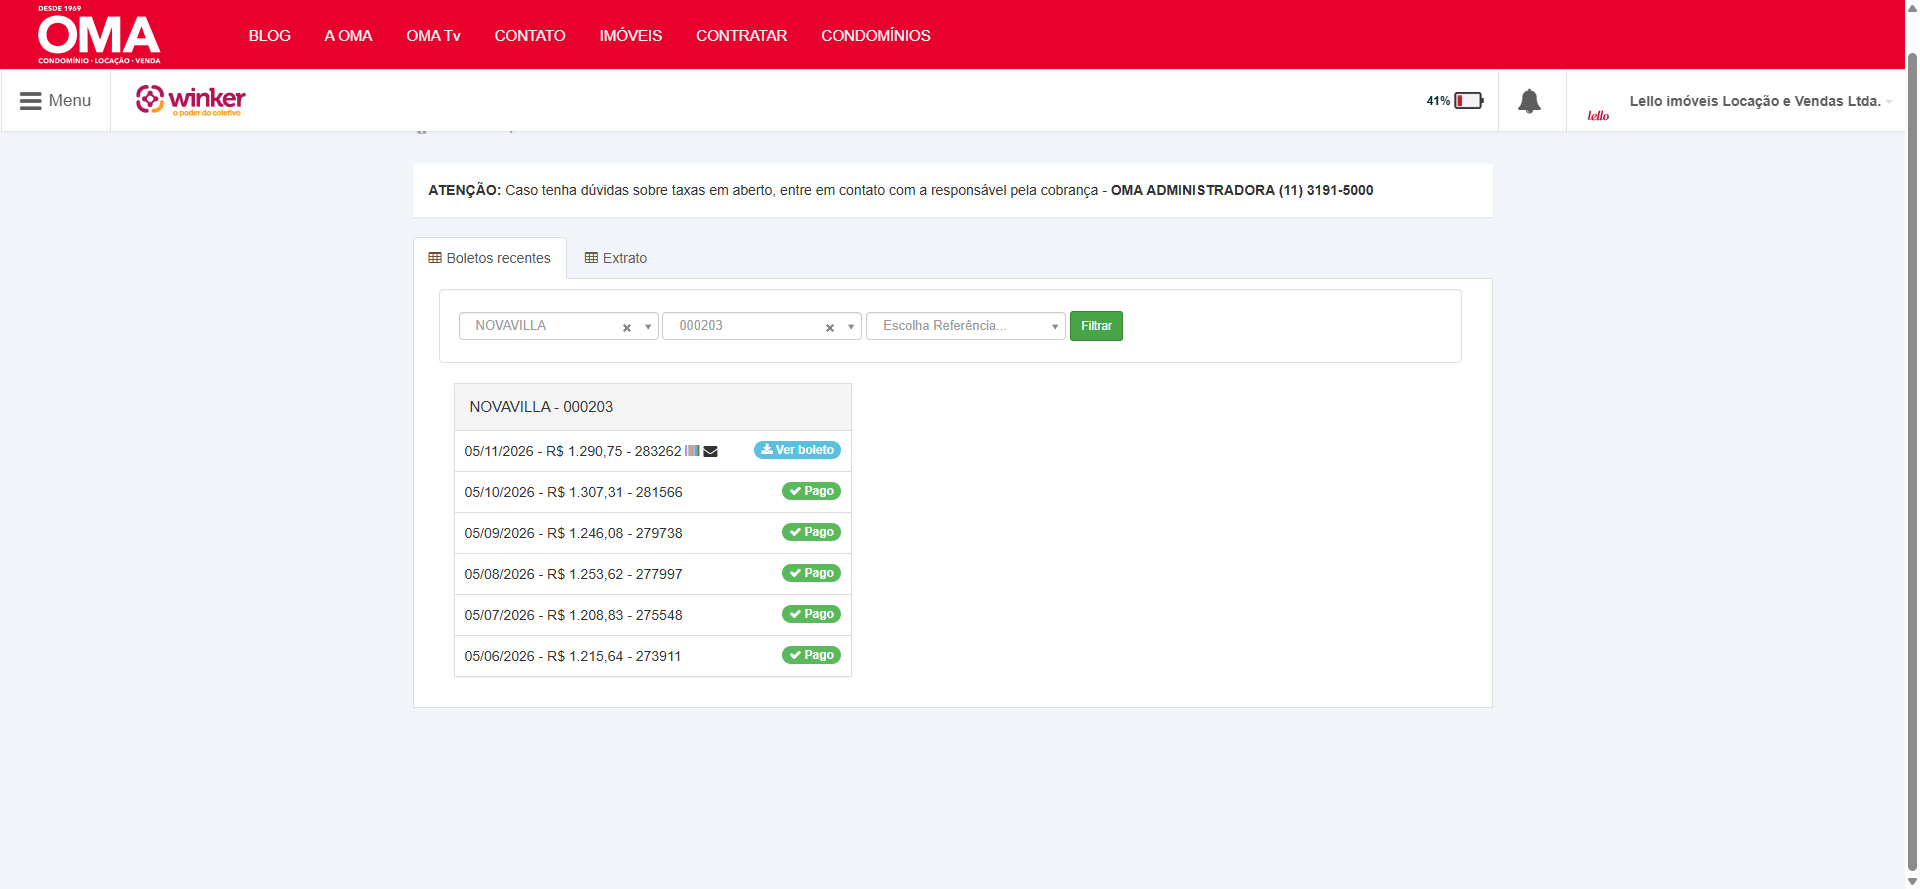 DESDE 1969
OMA
CONDOMÍNIO · LOCAÇÃO · VENDA
BLOG
A OMA
OMA Tv
CONTATO
IMÓVEIS
CONTRATAR
CONDOMÍNIOS
Menu
winker
o poder do coletivo
41%
lello
Lello imóveis Locação e Vendas Ltda.
ATENÇÃO: Caso tenha dúvidas sobre taxas em aberto, entre em contato com a responsável pela cobrança - OMA ADMINISTRADORA (11) 3191-5000
Boletos recentes
Extrato
NOVAVILLA
000203
Escolha Referência...
Filtrar
NOVAVILLA - 000203
05/11/2026 - R$ 1.290,75 - 283262 Ver boleto
05/10/2026 - R$ 1.307,31 - 281566 Pago
05/09/2026 - R$ 1.246,08 - 279738 Pago
05/08/2026 - R$ 1.253,62 - 277997 Pago
05/07/2026 - R$ 1.208,83 - 275548 Pago
05/06/2026 - R$ 1.215,64 - 273911 Pago